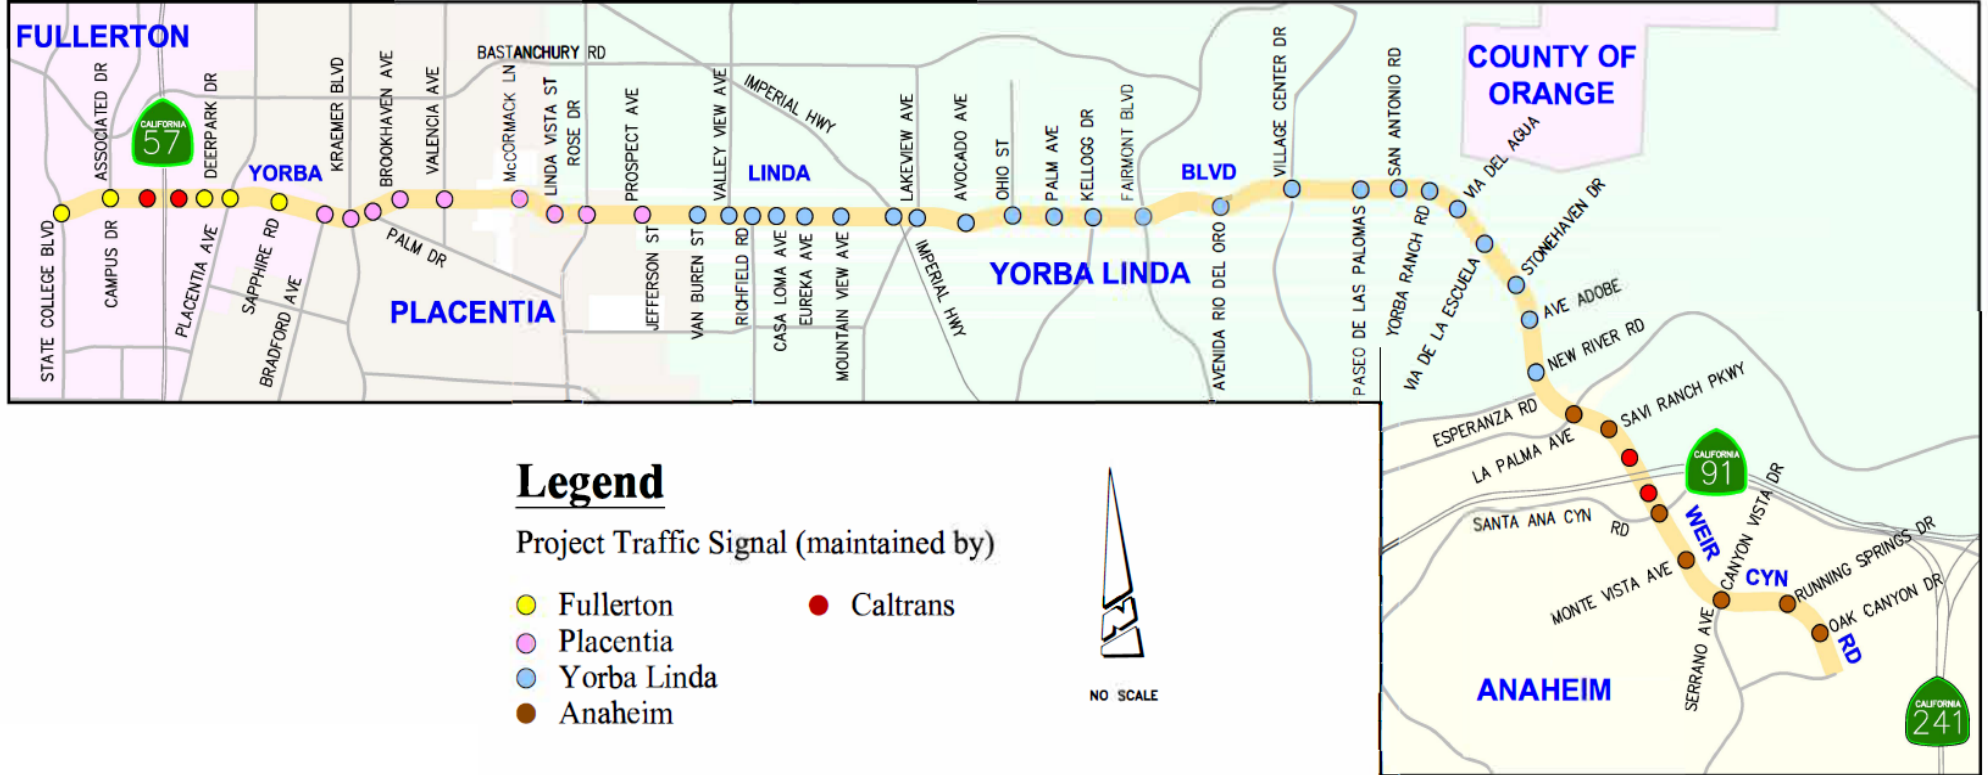 FULLERTON
ASSOCIATED DR
CALIFORNIA
57
DEERPARK DR
YORBA
KRAEMER BLVD
BROOKHAVEN AVE
VALENCIA AVE
BASTANCHURY RD
McCORMACK LN
LINDA VISTA ST
ROSE DR
PROSPECT AVE
VALLEY VIEW AVE
IMPERIAL HWY
LINDA
LAKEVIEW AVE
AVOCADO AVE
OHIO ST
PALM AVE
KELLOGG DR
FAIRMONT BLVD
BLVD
VILLAGE CENTER DR
SAN ANTONIO RD
COUNTY OF
ORANGE
VIA DEL AGUA
STONEHAVEN DR
STATE COLLEGE BLVD
CAMPUS DR
PLACENTIA AVE
SAPPHIRE RD
BRADFORD AVE
PALM DR
PLACENTIA
JEFFERSON ST
VAN BUREN ST
RICHFIELD RD
CASA LOMA AVE
EUREKA AVE
MOUNTAIN VIEW AVE
IMPERIAL HWY
YORBA LINDA
AVENIDA RIO DEL ORO
PASEO DE LAS PALOMAS
YORBA RANCH RD
VIA DE LA ESCUELA
AVE ADOBE
NEW RIVER RD
ESPERANZA RD
SAVI RANCH PKWY
LA PALMA AVE
CALIFORNIA
91
SANTA ANA CYN RD
WEIR
CANYON VISTA DR
MONTE VISTA AVE
CYN
RUNNING SPRINGS DR
OAK CANYON DR
RD
SERRANO AVE
ANAHEIM
CALIFORNIA
241
Legend
Project Traffic Signal (maintained by)
Fullerton
Caltrans
Placentia
Yorba Linda
Anaheim
N
NO SCALE